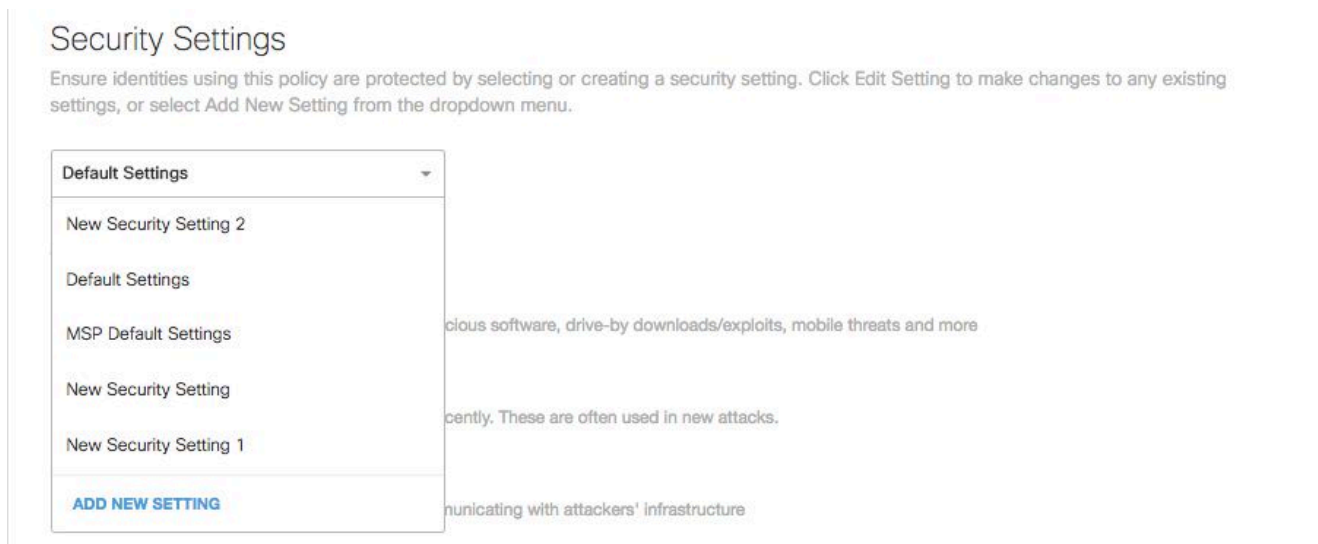 Security Settings
Ensure identities using this policy are protected by selecting or creating a security setting. Click Edit Setting to make changes to any existing
settings, or select Add New Setting from the dropdown menu.
Default Settings
New Security Setting 2
Default Settings
MSP Default Settings
software, drive-by downloads/exploits, mobile threats and more
New Security Setting
These are often used in new attacks.
New Security Setting 1
ADD NEW SETTING
with attackers' infrastructure